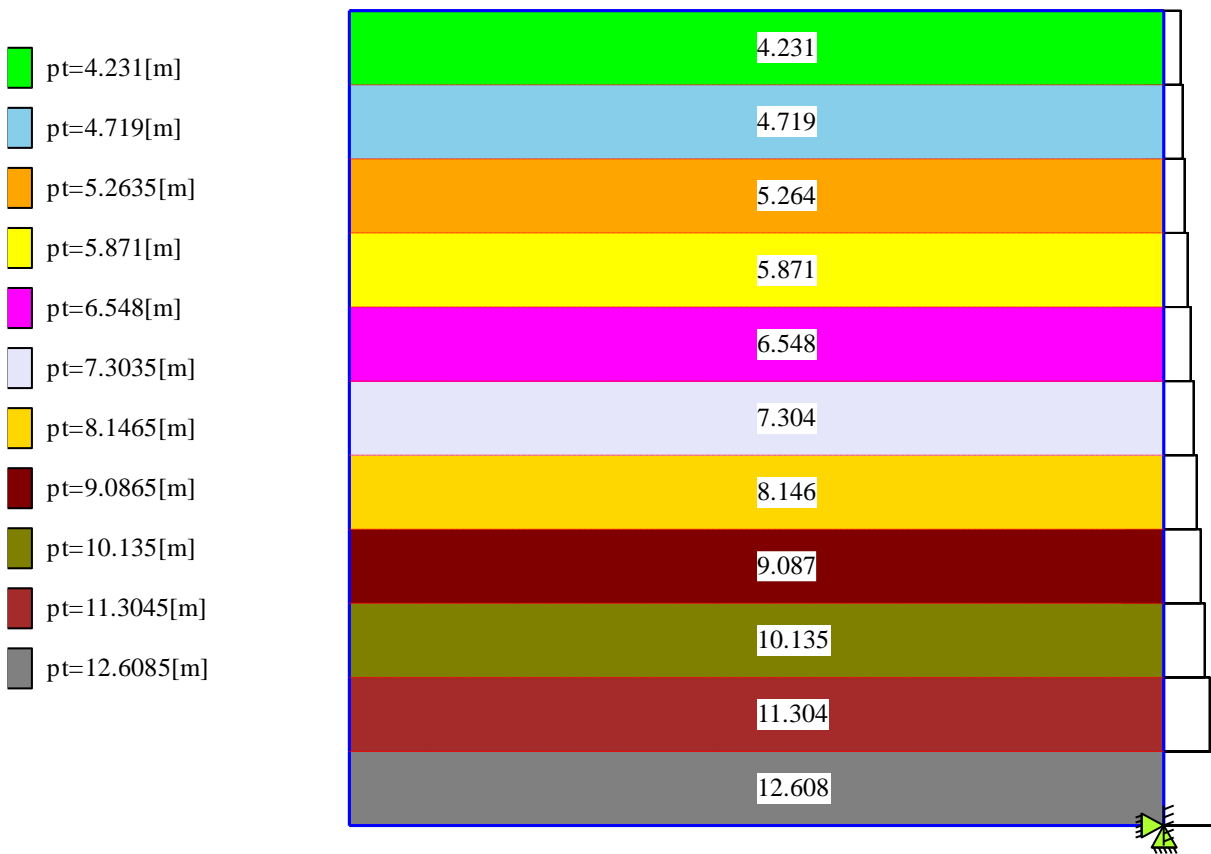 pt=4.231[m]
pt=4.719[m]
pt=5.2635[m]
pt=5.871[m]
pt=6.548[m]
pt=7.3035[m]
pt=8.1465[m]
pt=9.0865[m]
pt=10.135[m]
pt=11.3045[m]
pt=12.6085[m]
4.231
4.719
5.264
5.871
6.548
7.304
8.146
9.087
10.135
11.304
12.608